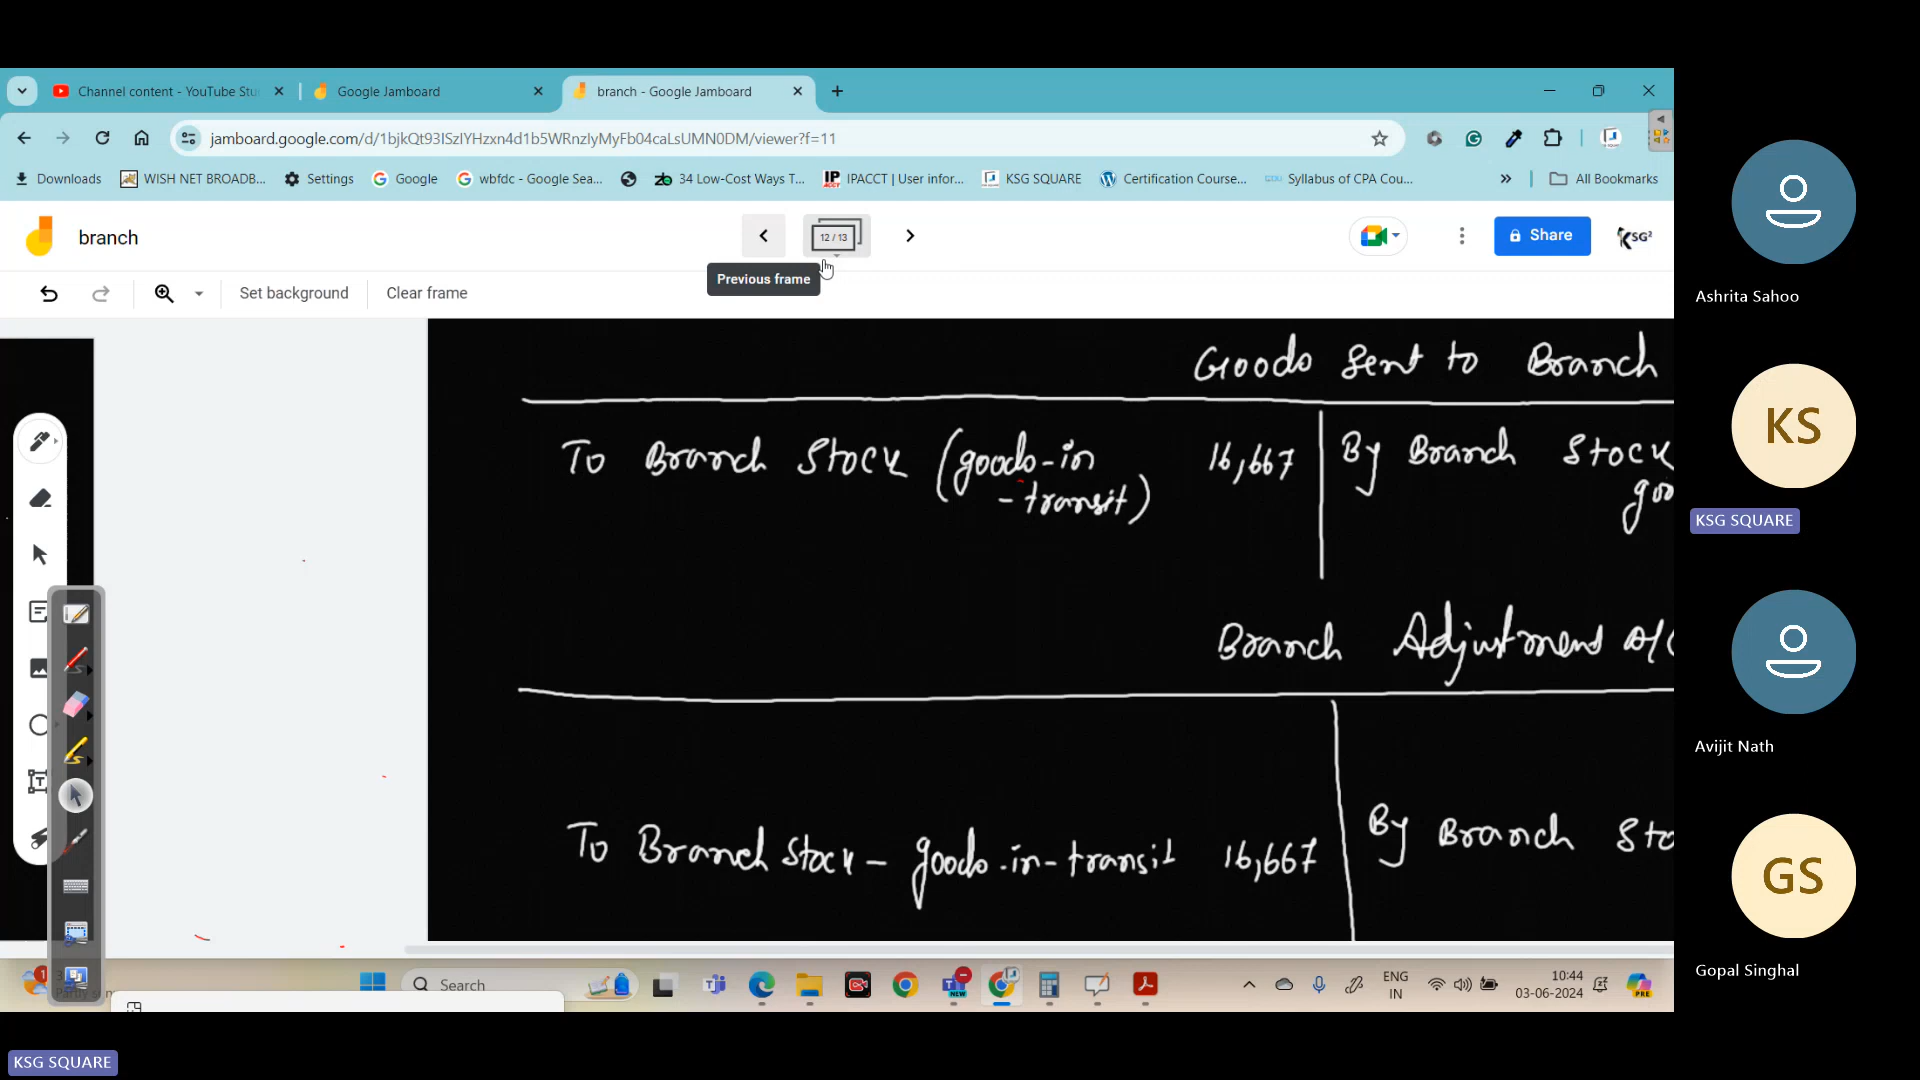 Channel content - YouTube Stu
Google Jamboard
branch - Google Jamboard
jamboard.google.com/d/1bjkQt93ISzIYHzxn4d1b5WRnzIyMyFb04caLsUMN0DM/viewer?f=11
Downloads
WISH NET BROADB...
Settings
Google
wbfdc - Google Sea...
34 Low-Cost Ways T...
IPACCT | User infor...
KSG SQUARE
Certification Course...
Syllabus of CPA Cou...
All Bookmarks
branch
12 / 13
Share
KSG²
Previous frame
Set background
Clear frame
Goods Sent to Branch
To Branch Stock (goods-in
-transit)
16,667
By Branch Stock
goo
Branch Adjustment A/C
To Branch Stock - goods-in-transit 16,667
By Branch Sto
Search
ENG
IN
10:44
03-06-2024
Ashrita Sahoo
KS
KSG SQUARE
Avijit Nath
GS
Gopal Singhal
KSG SQUARE